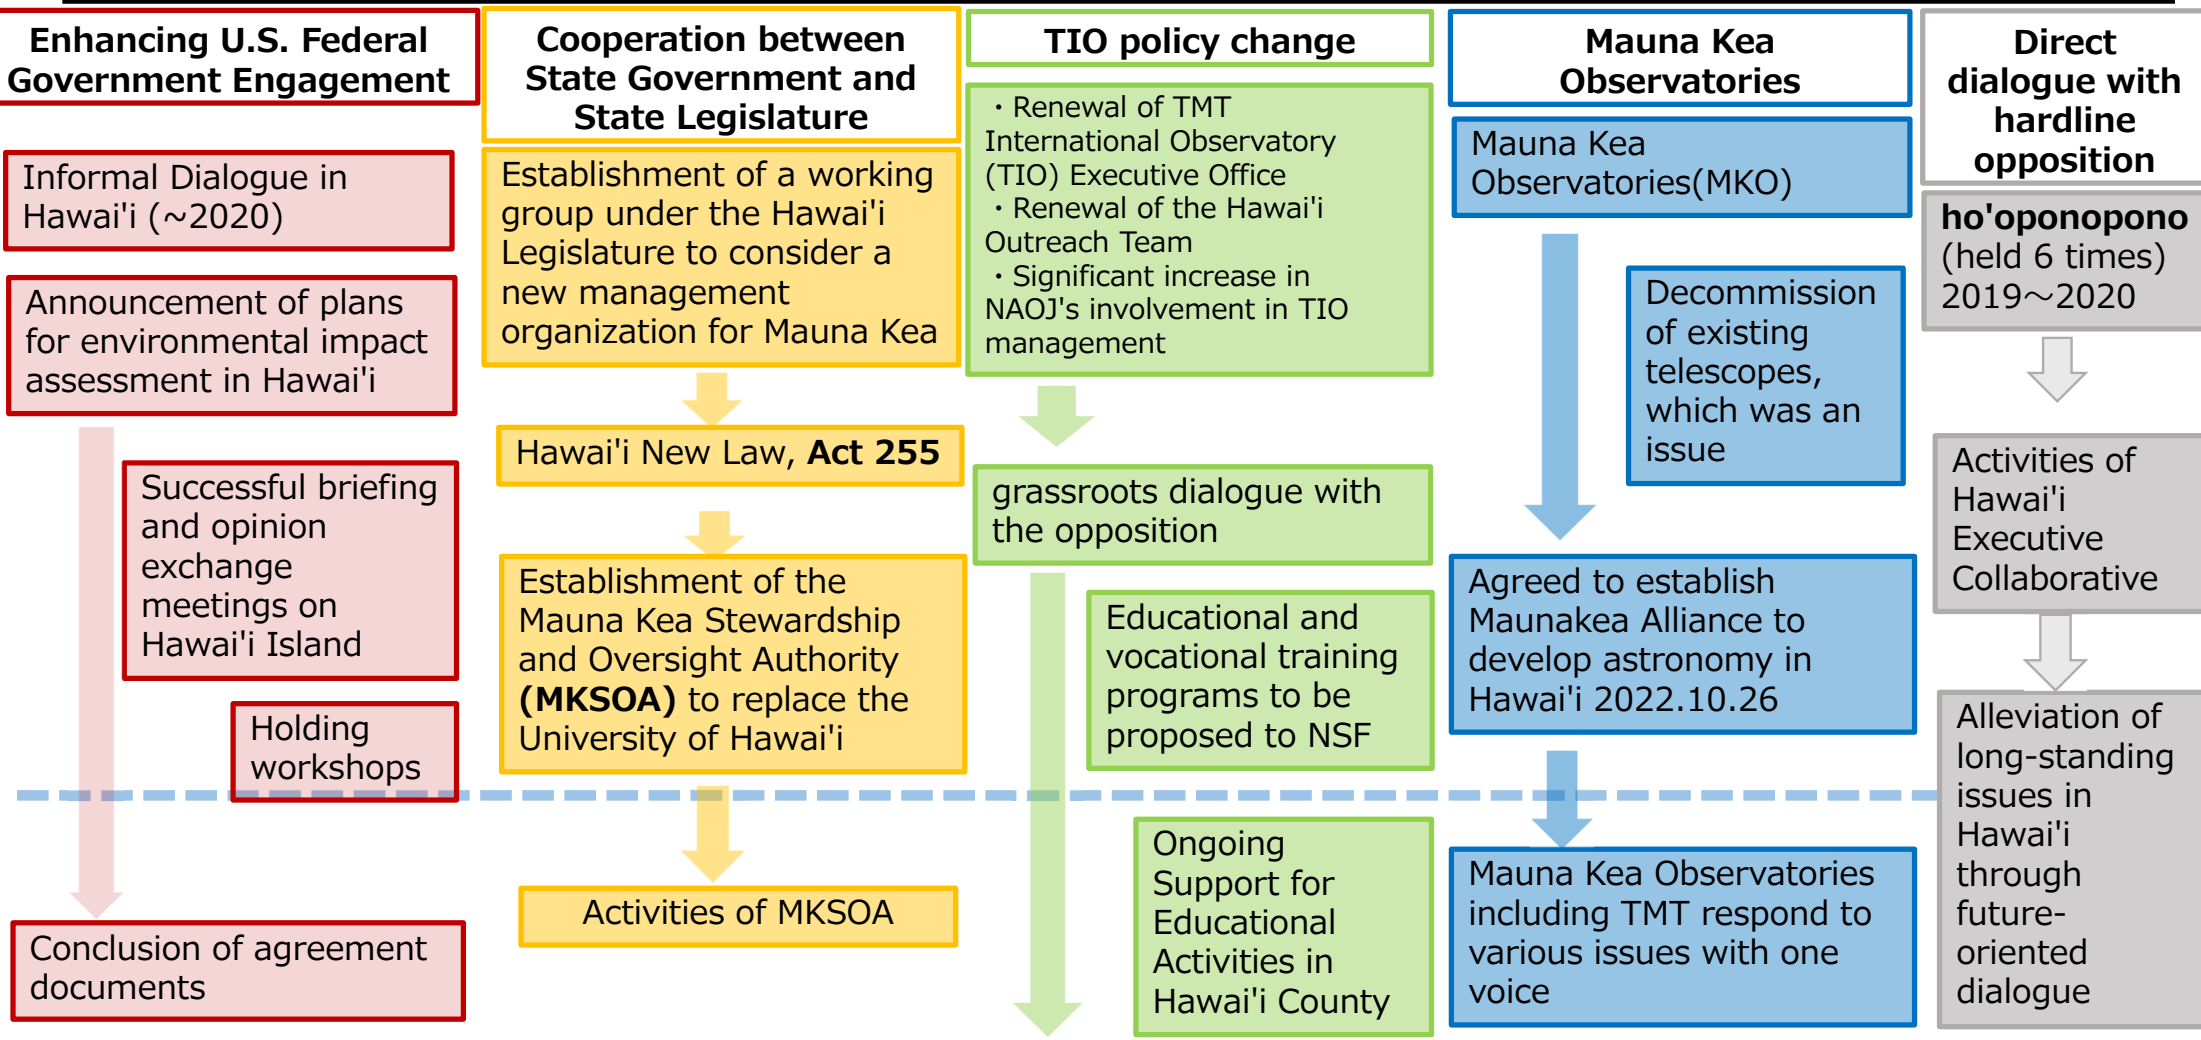 Enhancing U.S. Federal
Government Engagement
Informal Dialogue in
Hawai'i (~2020)
Announcement of plans
for environmental impact
assessment in Hawai'i
Successful briefing
and opinion
exchange
meetings on
Hawai'i Island
Holding
workshops
Conclusion of agreement
documents
Cooperation between
State Government and
State Legislature
Establishment of a working
group under the Hawai'i
Legislature to consider a
new management
organization for Mauna Kea
Hawai'i New Law, Act 255
Establishment of the
Mauna Kea Stewardship
and Oversight Authority
(MKSOA) to replace the
University of Hawai'i
Activities of MKSOA
TIO policy change
・Renewal of TMT
International Observatory
(TIO) Executive Office
・Renewal of the Hawai'i
Outreach Team
・Significant increase in
NAOJ's involvement in TIO
management
grassroots dialogue with
the opposition
Educational and
vocational training
programs to be
proposed to NSF
Ongoing
Support for
Educational
Activities in
Hawai'i County
Mauna Kea
Observatories
Mauna Kea
Observatories(MKO)
Decommission
of existing
telescopes,
which was an
issue
Agreed to establish
Maunakea Alliance to
develop astronomy in
Hawai'i 2022.10.26
Mauna Kea Observatories
including TMT respond to
various issues with one
voice
Direct
dialogue with
hardline
opposition
ho'oponopono
(held 6 times)
2019～2020
Activities of
Hawai'i
Executive
Collaborative
Alleviation of
long-standing
issues in
Hawai'i
through
future-
oriented
dialogue